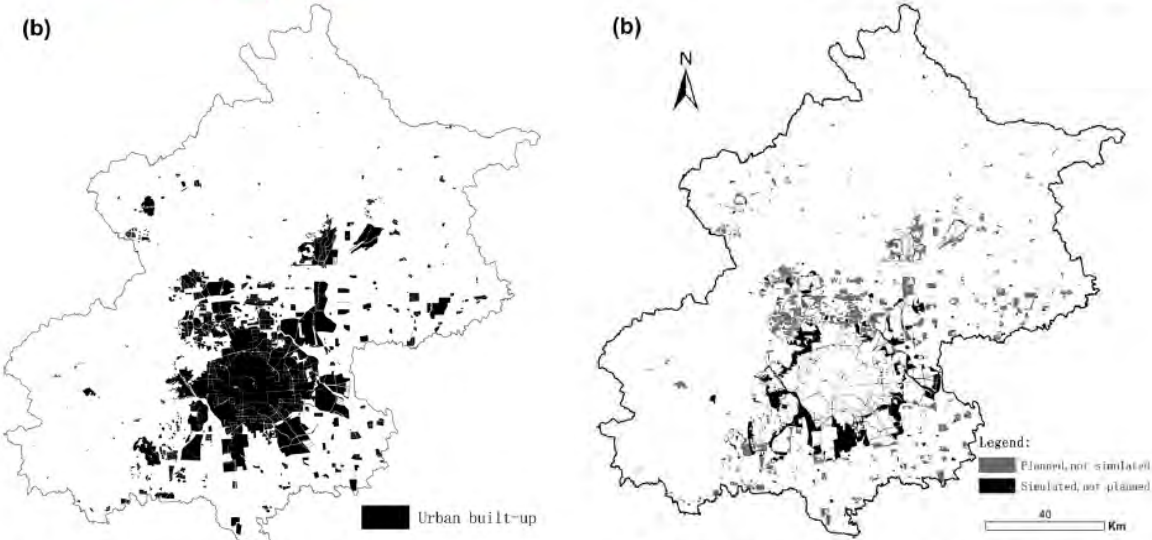 (b)
Urban built-up
(b)
N
Legend:
Planned, not simulated
Simulated, not planned
40
Km